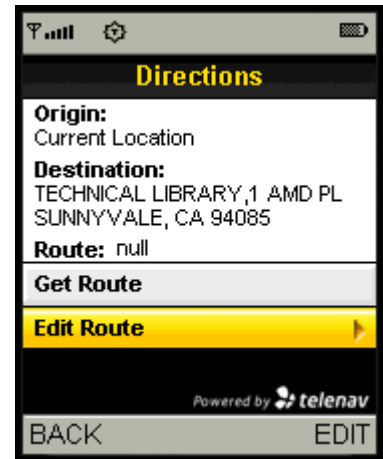 Directions
Origin:
Current Location
Destination:
TECHNICAL LIBRARY,1 AMD PL
SUNNYVALE, CA 94085
Route: null
Get Route
Edit Route
Powered by telenav
BACK EDIT